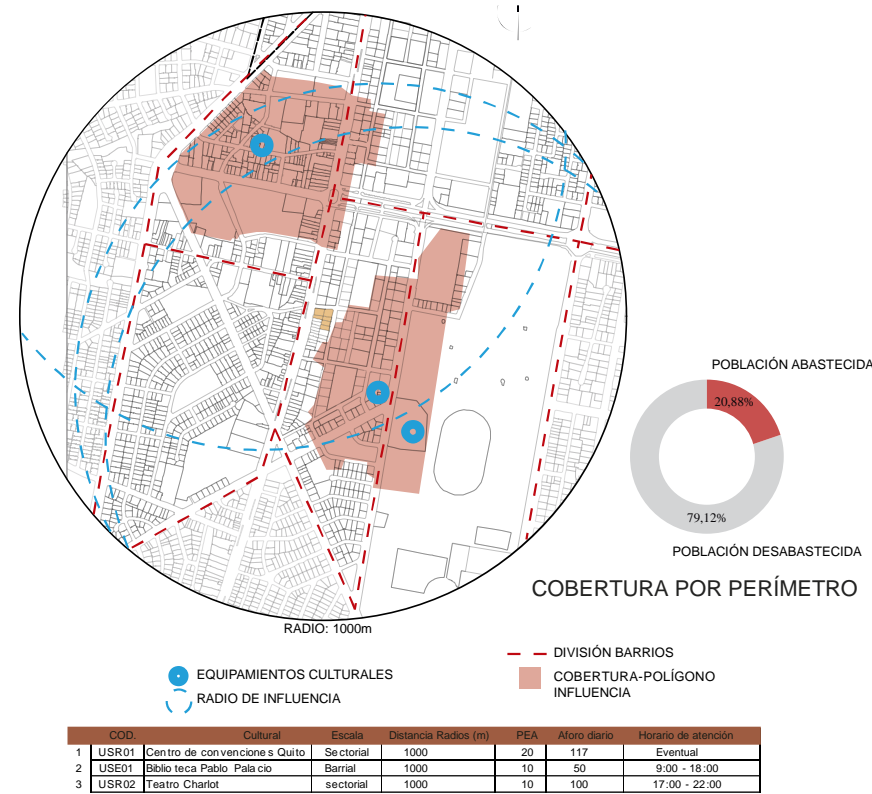 POBLACIÓN ABASTECIDA
20,88%
79,12%
POBLACIÓN DESABASTECIDA
COBERTURA POR PERÍMETRO
RADIO: 1000m
EQUIPAMIENTOS CULTURALES
RADIO DE INFLUENCIA
DIVISIÓN BARRIOS
COBERTURA-POLÍGONO
INFLUENCIA
COD. Cultural Escala Distancia Radios (m) PEA Aforo diario Horario de atención
1 USR01 Centro de convenciones Quito Sectorial 1000 20 117 Eventual
2 USE01 Biblioteca Pablo Palacio Barrial 1000 10 50 9:00 - 18:00
3 USR02 Teatro Charlot sectorial 1000 10 100 17:00 - 22:00